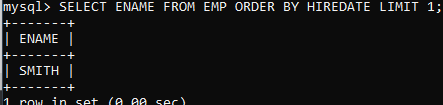 mysql> SELECT ENAME FROM EMP ORDER BY HIREDATE LIMIT 1;
+-------+
| ENAME |
+-------+
| SMITH |
+-------+
1 row in set (0.00 sec)